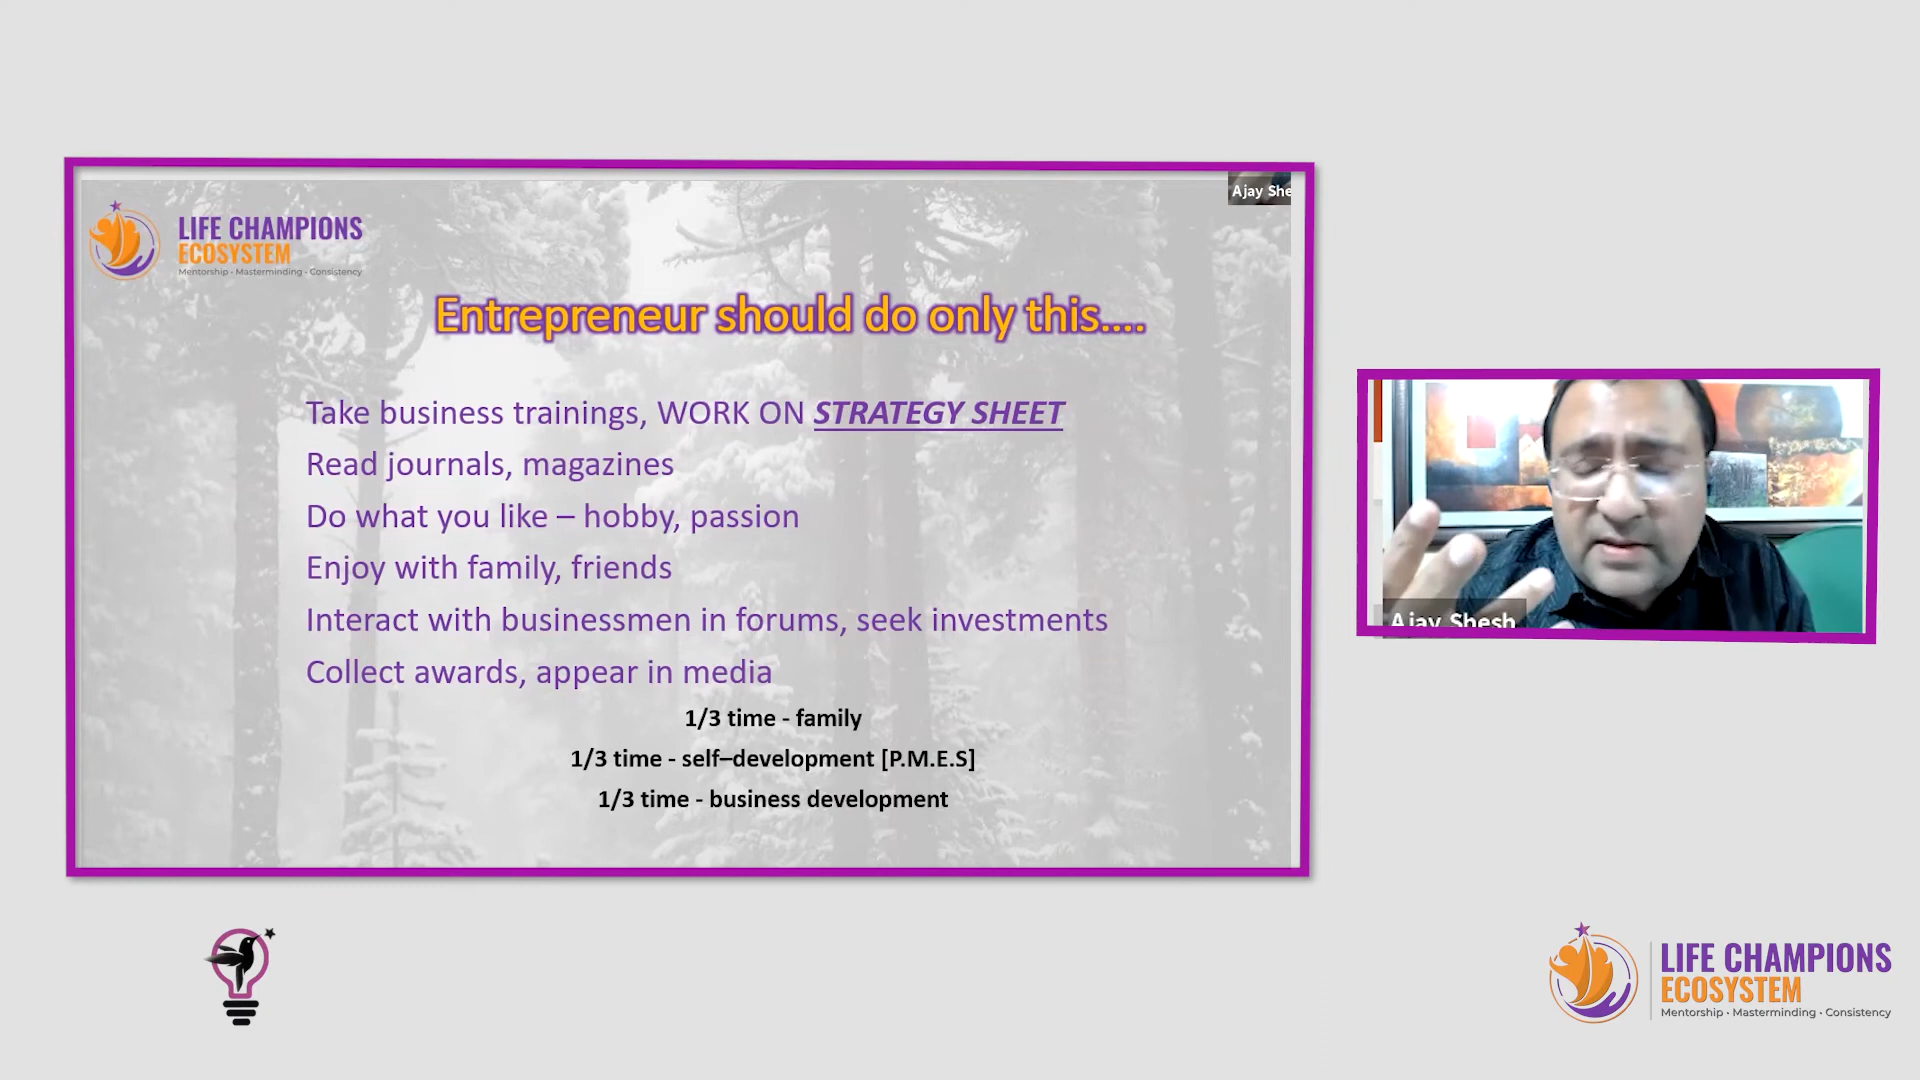 Ajay She
LIFE CHAMPIONS
ECOSYSTEM
Mentorship • Masterminding • Consistency
Entrepreneur should do only this....
Take business trainings, WORK ON STRATEGY SHEET
Read journals, magazines
Do what you like – hobby, passion
Enjoy with family, friends
Interact with businessmen in forums, seek investments
Collect awards, appear in media
1/3 time - family
1/3 time - self–development [P.M.E.S]
1/3 time - business development
Ajay Shesh
LIFE CHAMPIONS
ECOSYSTEM
Mentorship • Masterminding • Consistency